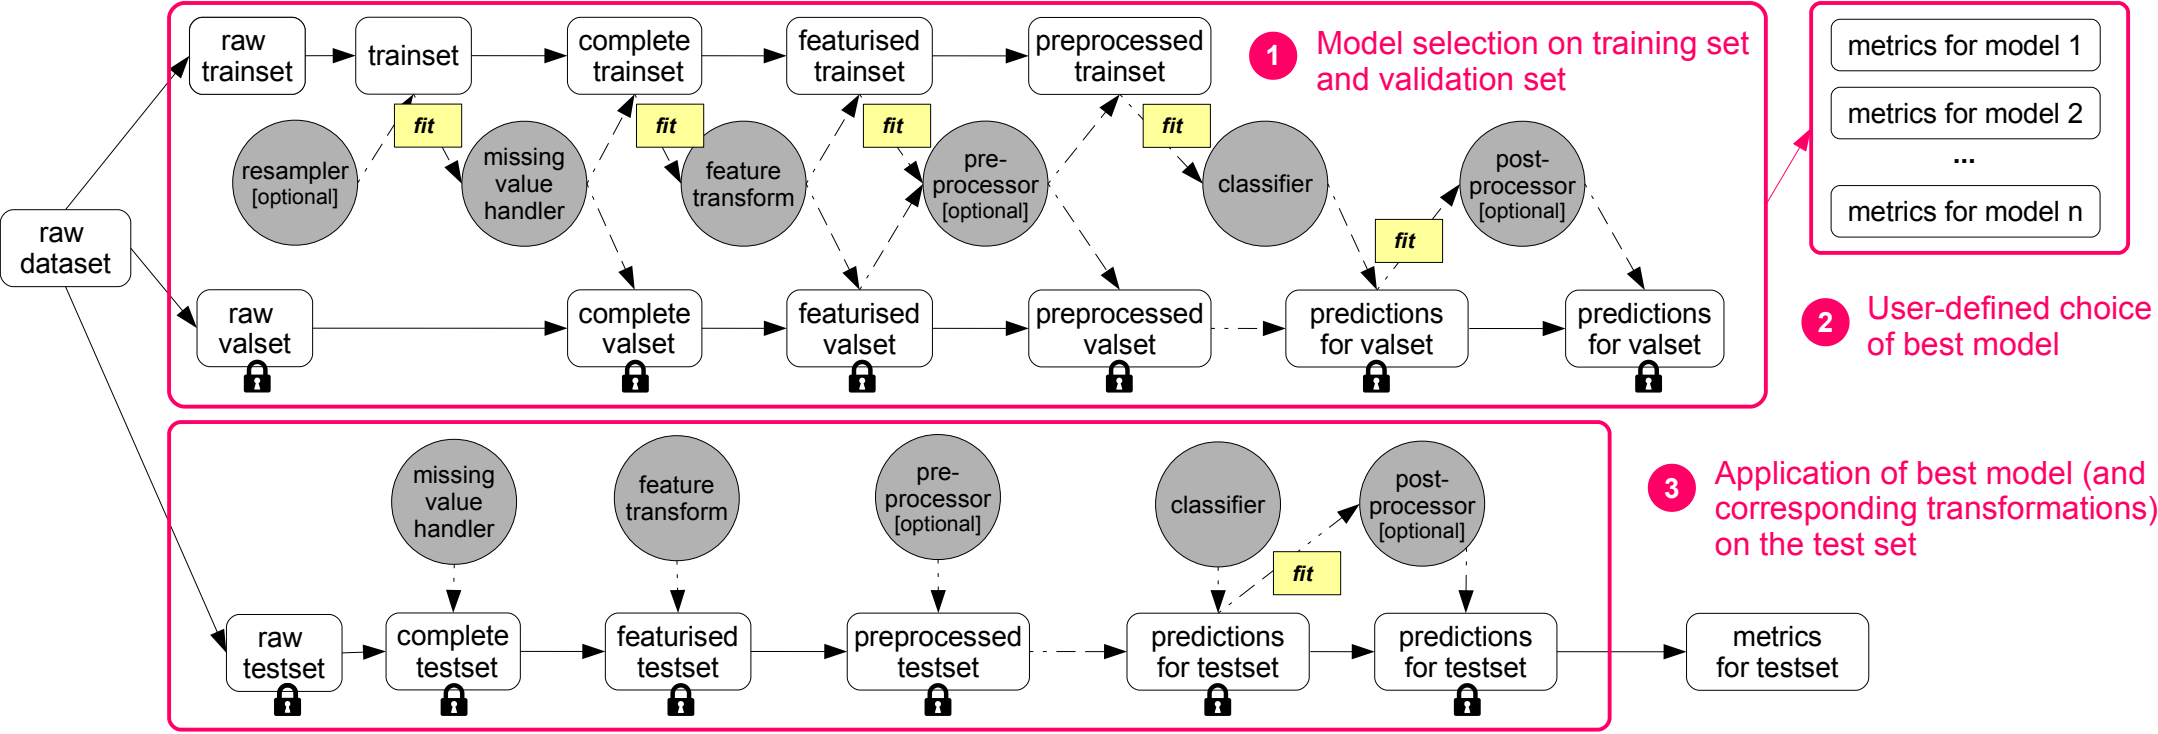 raw
trainset
trainset
complete
trainset
featurised
trainset
preprocessed
trainset
1
Model selection on training set
and validation set
metrics for model 1
metrics for model 2
...
metrics for model n
fit
fit
fit
fit
resampler
[optional]
missing
value
handler
feature
transform
pre-
processor
[optional]
classifier
post-
processor
[optional]
fit
raw
dataset
raw
valset
complete
valset
featurised
valset
preprocessed
valset
predictions
for valset
predictions
for valset
2
User-defined choice
of best model
missing
value
handler
feature
transform
pre-
processor
[optional]
classifier
post-
processor
[optional]
fit
3
Application of best model (and
corresponding transformations)
on the test set
raw
testset
complete
testset
featurised
testset
preprocessed
testset
predictions
for testset
predictions
for testset
metrics
for testset